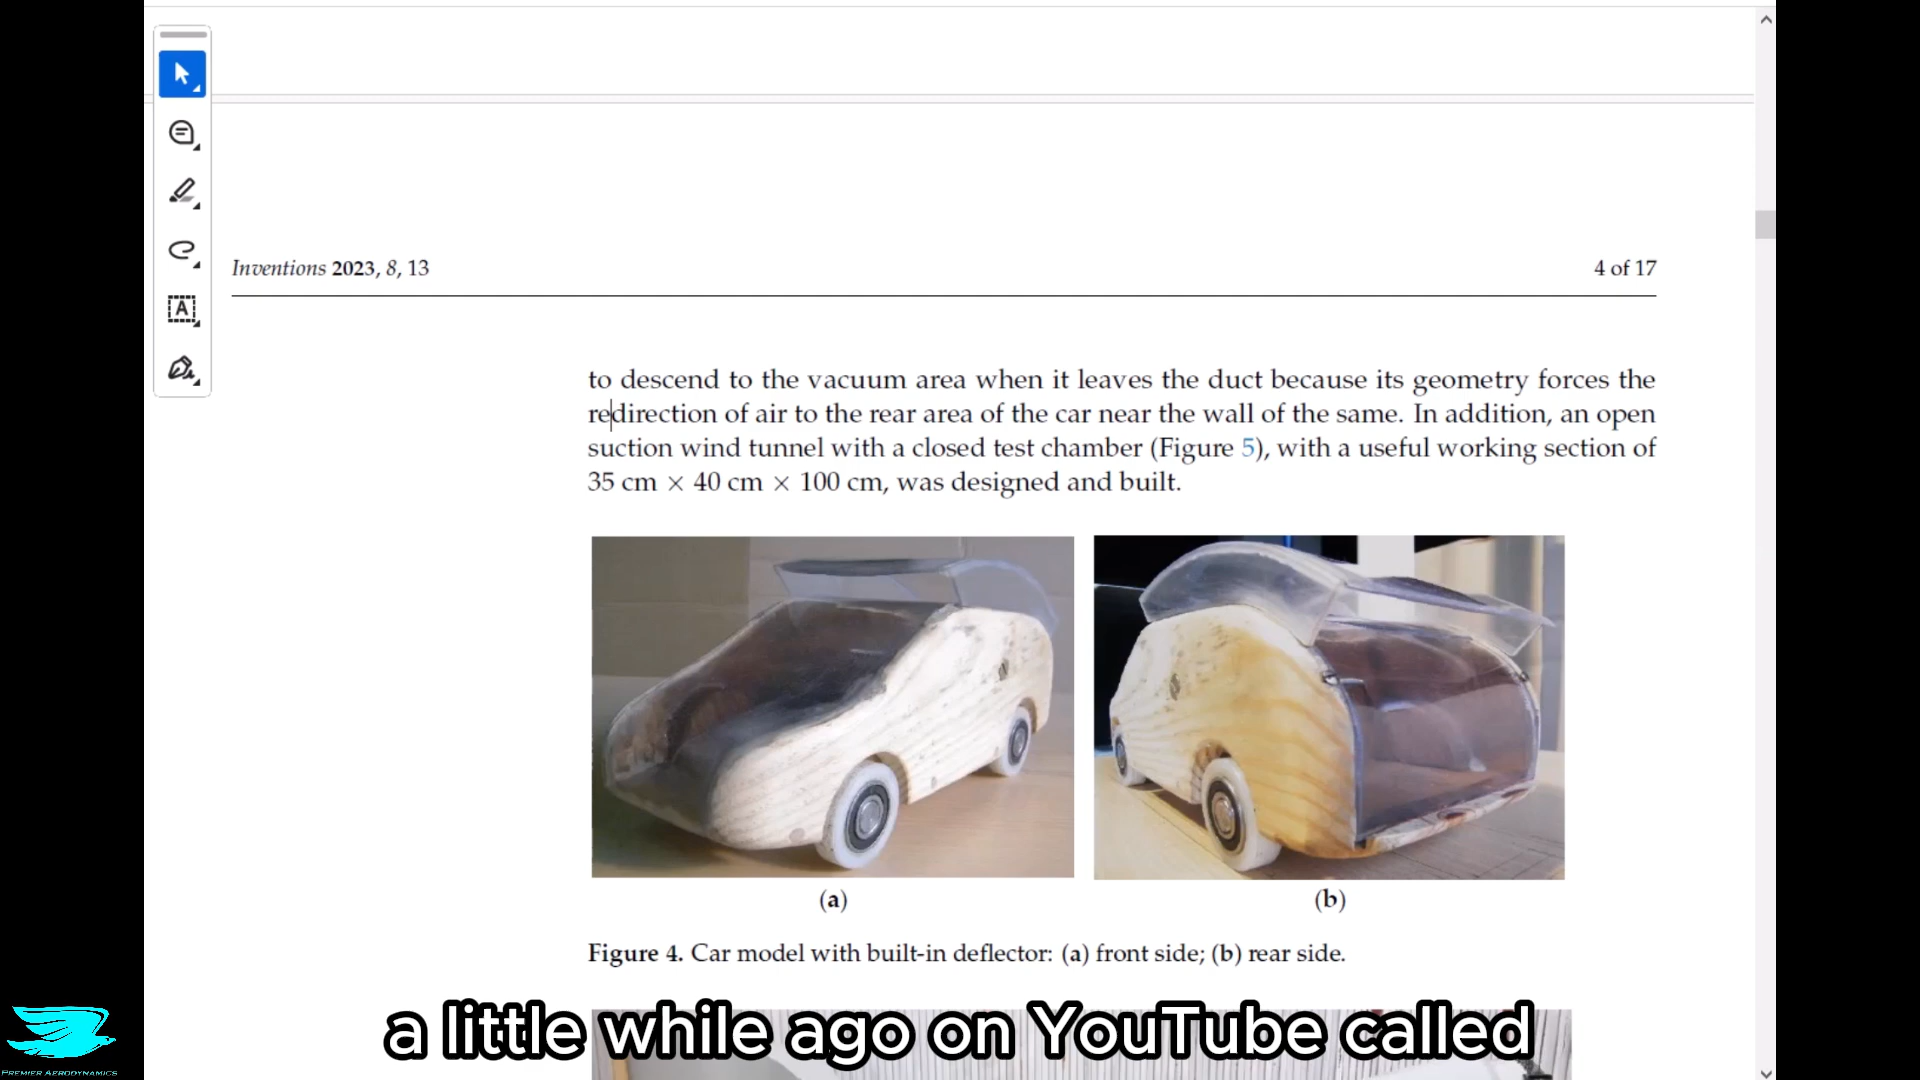 Inventions 2023, 8, 13
4 of 17
to descend to the vacuum area when it leaves the duct because its geometry forces the
redirection of air to the rear area of the car near the wall of the same. In addition, an open
suction wind tunnel with a closed test chamber (Figure 5), with a useful working section of
35 cm × 40 cm × 100 cm, was designed and built.
(a)
(b)
Figure 4. Car model with built-in deflector: (a) front side; (b) rear side.
a little while ago on YouTube called
PREMIER AERODYNAMICS